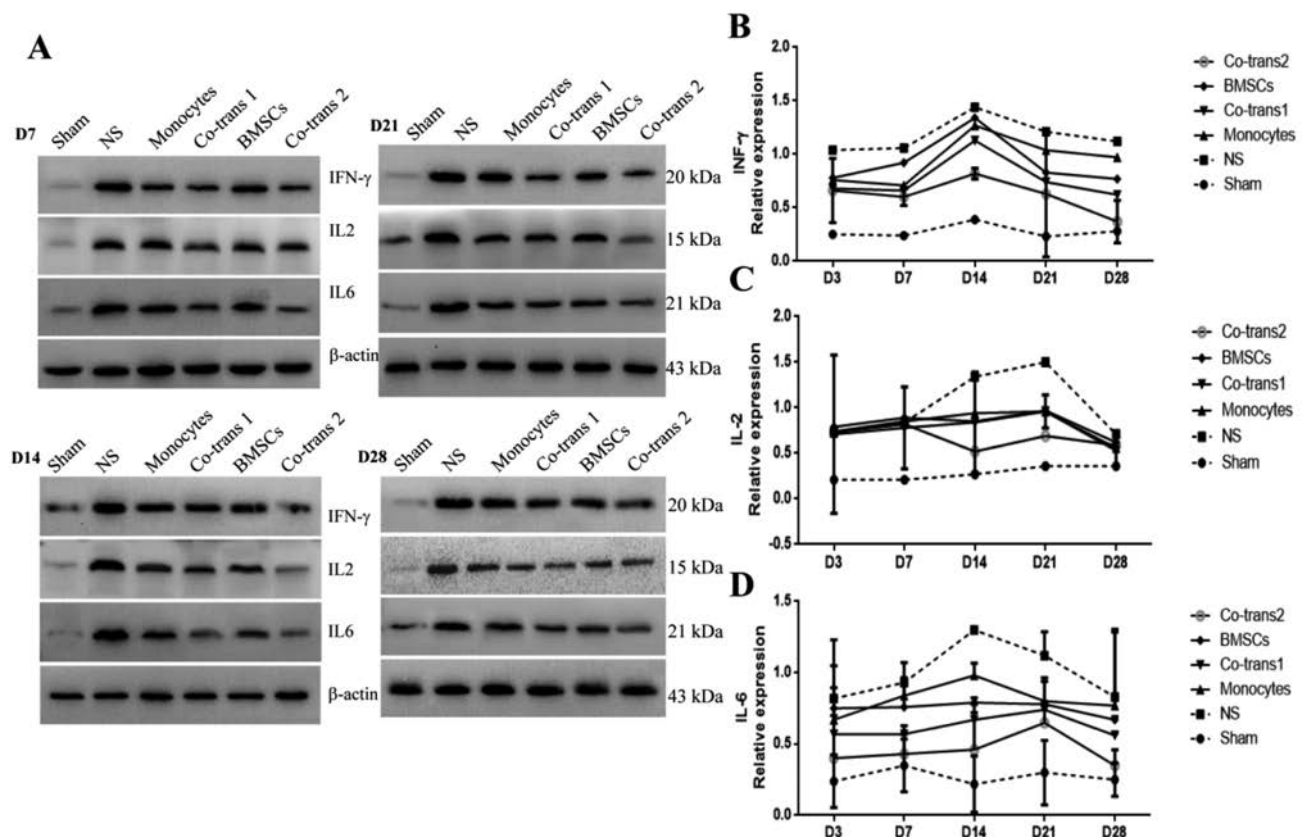 A
D7 Sham NS Monocytes Co-trans 1 BMSCs Co-trans 2
IFN-γ
IL2
IL6
β-actin
D21 Sham NS Monocytes Co-trans 1 BMSCs Co-trans 2
20 kDa
15 kDa
21 kDa
43 kDa
D14 Sham NS Monocytes Co-trans 1 BMSCs Co-trans 2
IFN-γ
IL2
IL6
β-actin
D28 Sham NS Monocytes Co-trans 1 BMSCs Co-trans 2
20 kDa
15 kDa
21 kDa
43 kDa
B
INF-γ
Relative expression
2.0
1.5
1.0
0.5
0.0
D3 D7 D14 D21 D28
Co-trans2
BMSCs
Co-trans1
Monocytes
NS
Sham
C
IL-2
Relative expression
2.0
1.5
1.0
0.5
0.0
-0.5
D3 D7 D14 D21 D28
Co-trans2
BMSCs
Co-trans1
Monocytes
NS
Sham
D
IL-6
Relative expression
1.5
1.0
0.5
0.0
D3 D7 D14 D21 D28
Co-trans2
BMSCs
Co-trans1
Monocytes
NS
Sham